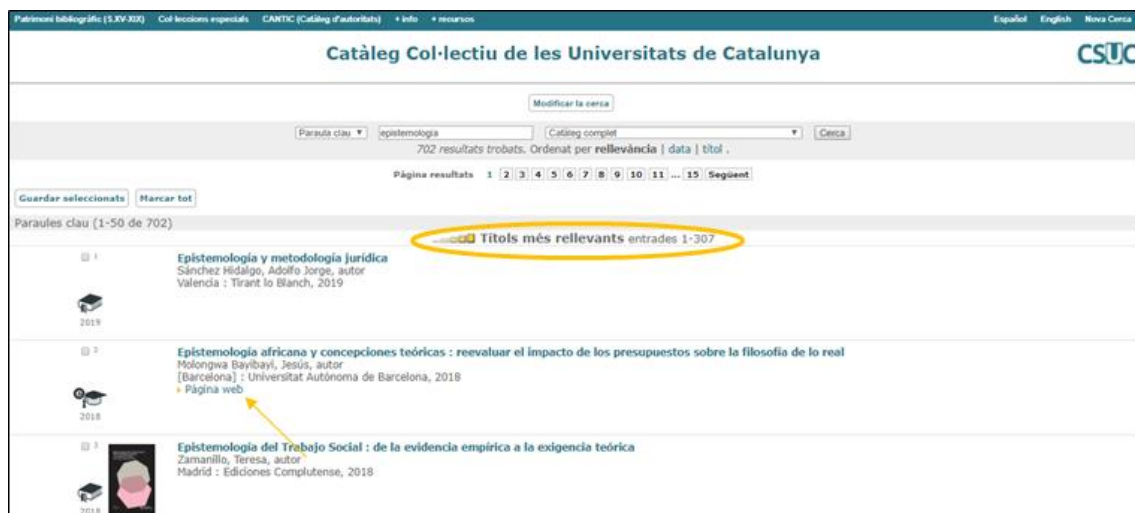 Patrimoni bibliogràfic (S.XV-XIX) Col·leccions especials CANTIC (Catàleg d'autoritats) + info + recursos Español English Nova Cerca
Catàleg Col·lectiu de les Universitats de Catalunya
CSUC
Modificar la cerca
Paraula clau epistemologia Catàleg complet Cerca
702 resultats trobats. Ordenat per rellevància | data | títol .
Pàgina resultats 1 2 3 4 5 6 7 8 9 10 11 ... 15 Següent
Guardar seleccionats Marcar tot
Paraules clau (1-50 de 702)
Títols més rellevants entrades 1-307
1 Epistemología y metodología jurídica
Sánchez Hidalgo, Adolfo Jorge, autor
Valencia : Tirant lo Blanch, 2019
2019
2 Epistemología africana y concepciones teóricas : reevaluar el impacto de los presupuestos sobre la filosofía de lo real
Molongwa Bayibayi, Jesús, autor
[Barcelona] : Universitat Autònoma de Barcelona, 2018
Pàgina web
2018
3 Epistemología del Trabajo Social : de la evidencia empírica a la exigencia teórica
Zamanillo, Teresa, autor
Madrid : Ediciones Complutense, 2018
2018